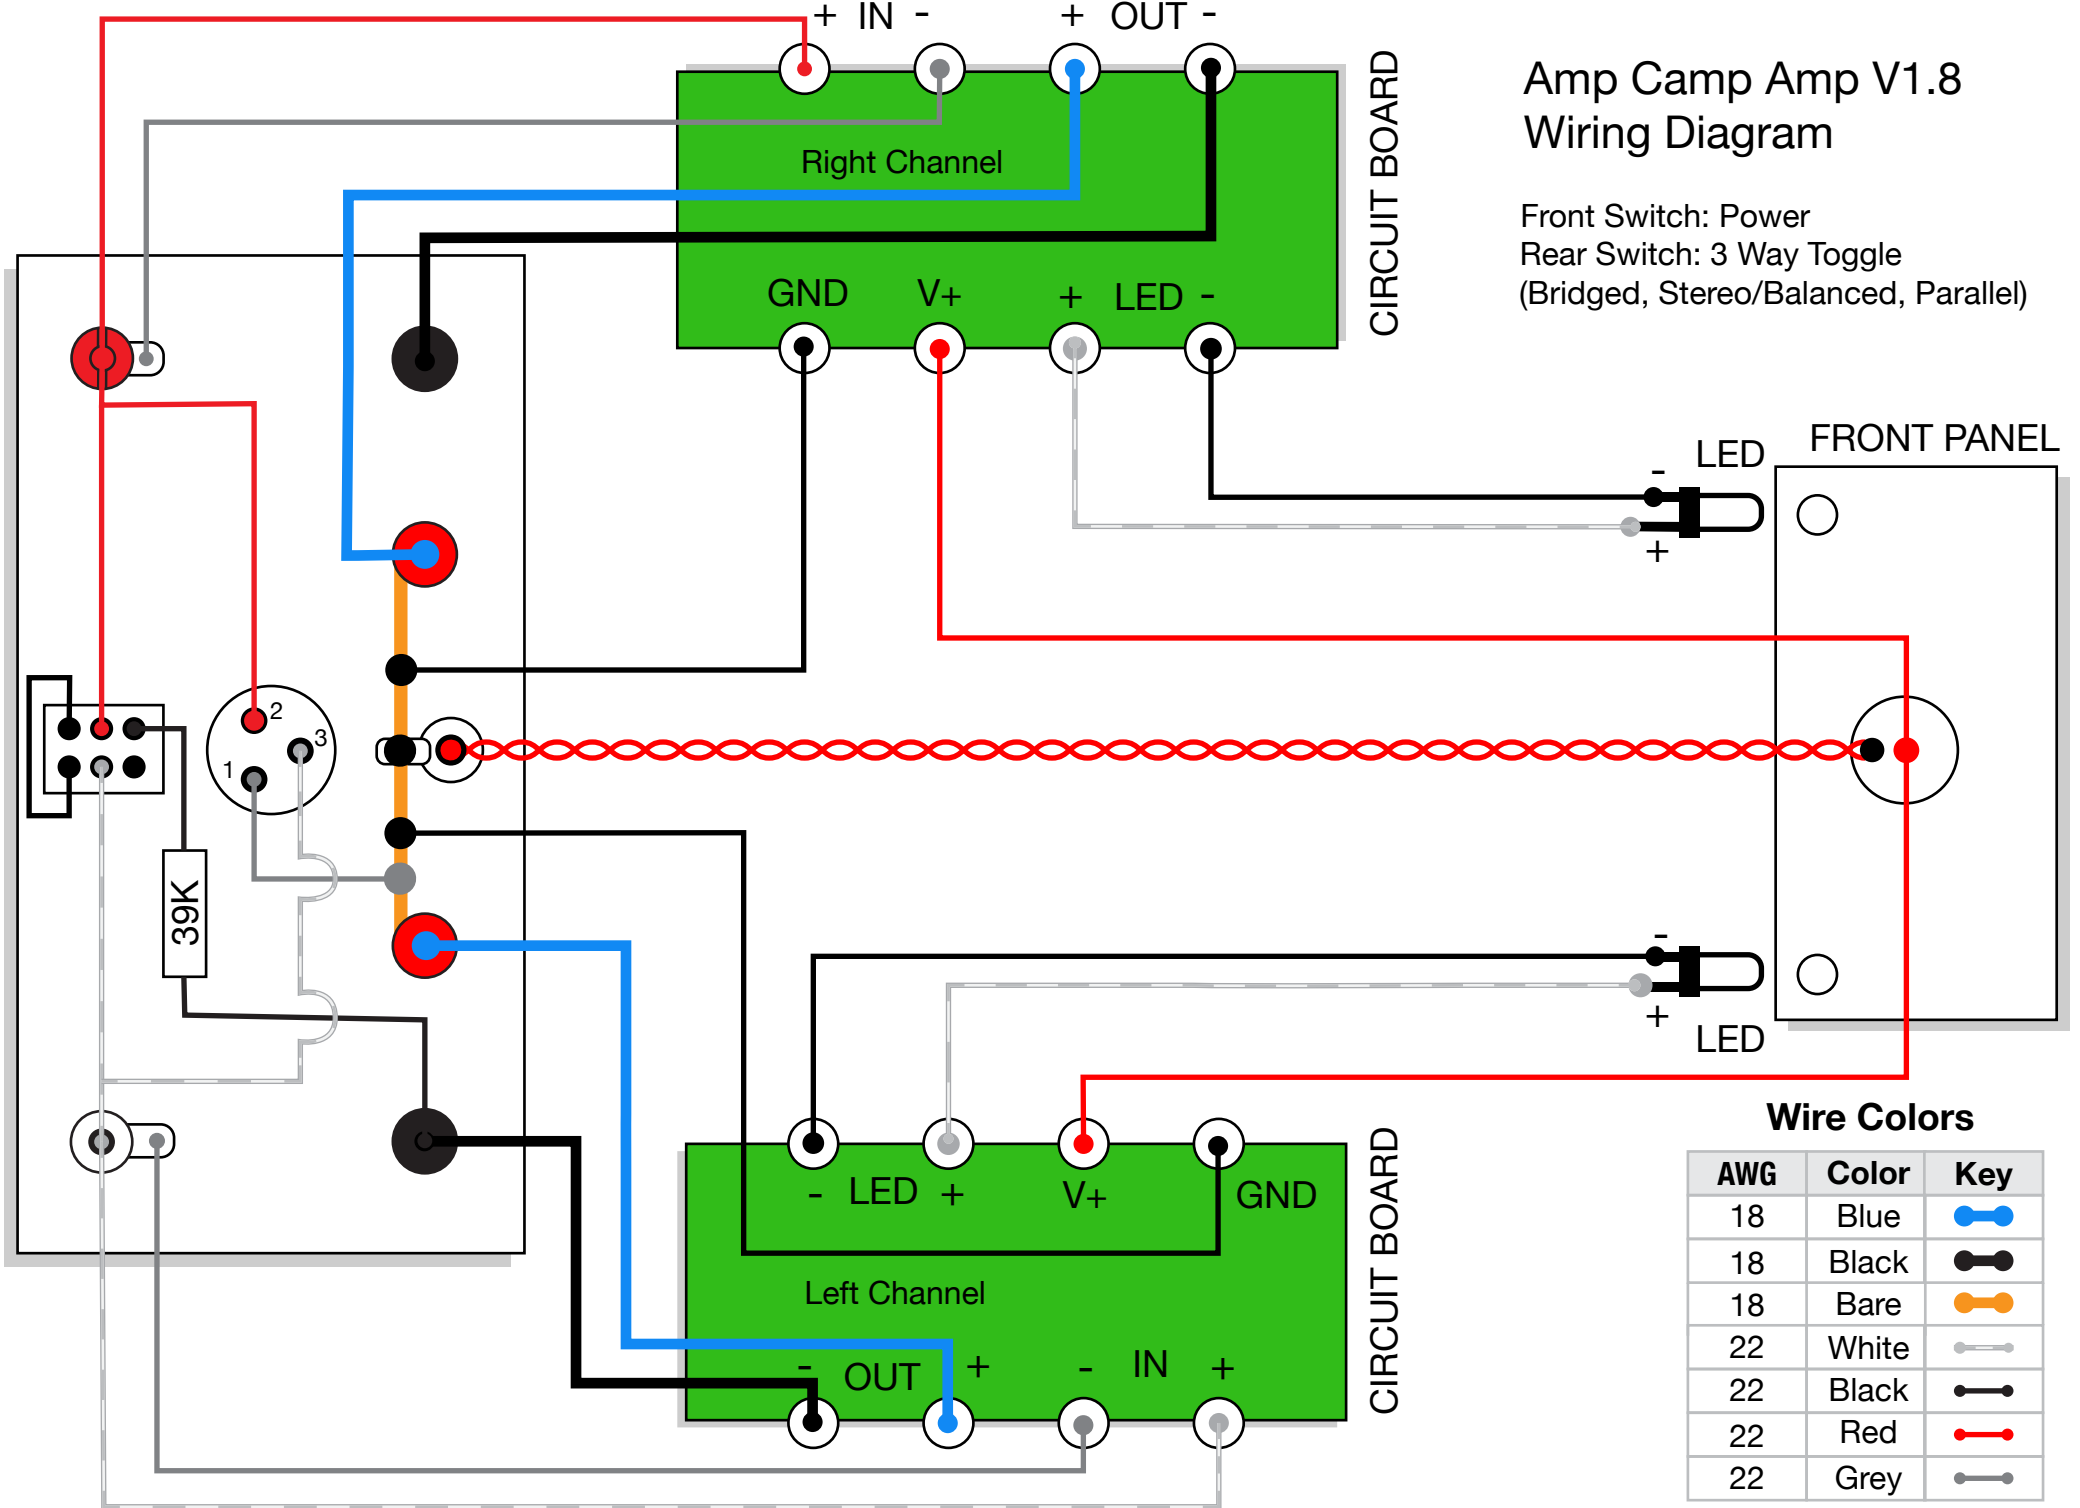 + IN - + OUT -
Amp Camp Amp V1.8
Wiring Diagram
CIRCUIT BOARD
Right Channel
Front Switch: Power
Rear Switch: 3 Way Toggle
(Bridged, Stereo/Balanced, Parallel)
GND V+ + LED -
FRONT PANEL
LED
-
+
2
3
1
39K
-
+
LED
Wire Colors
AWG Color Key
18 Blue
18 Black
18 Bare
22 White
22 Black
22 Red
22 Grey
CIRCUIT BOARD
- LED + V+ GND
Left Channel
- OUT + - IN +